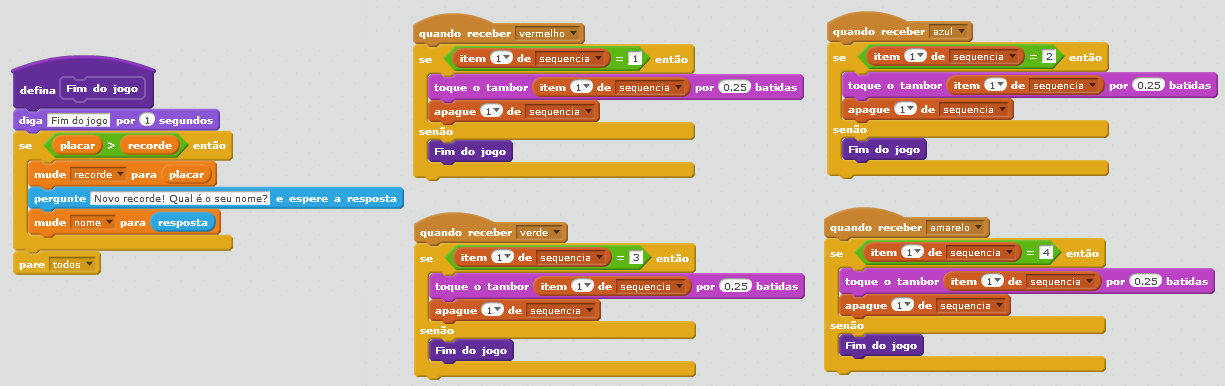 defina Fim do jogo
diga Fim do jogo por 1 segundos
se placar > recorde então
mude recorde para placar
pergunte Novo recorde! Qual é o seu nome? e espere a resposta
mude nome para resposta
pare todos
quando receber vermelho
se item 1 de sequencia = 1 então
toque o tambor item 1 de sequencia por 0.25 batidas
apague 1 de sequencia
senão
Fim do jogo
quando receber azul
se item 1 de sequencia = 2 então
toque o tambor item 1 de sequencia por 0.25 batidas
apague 1 de sequencia
senão
Fim do jogo
quando receber verde
se item 1 de sequencia = 3 então
toque o tambor item 1 de sequencia por 0.25 batidas
apague 1 de sequencia
senão
Fim do jogo
quando receber amarelo
se item 1 de sequencia = 4 então
toque o tambor item 1 de sequencia por 0.25 batidas
apague 1 de sequencia
senão
Fim do jogo